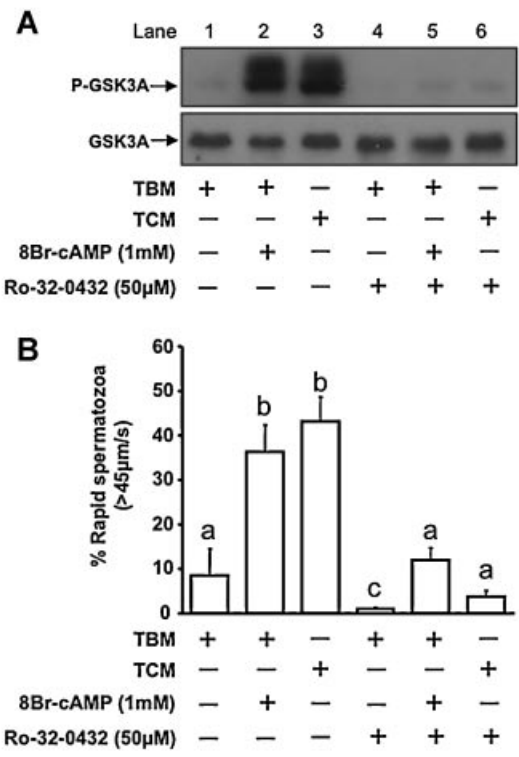 A
Lane 1 2 3 4 5 6
P-GSK3A
GSK3A
TBM + + − + + −
TCM − − + − − +
8Br-cAMP (1mM) − + − − + −
Ro-32-0432 (50µM) − − − + + +
B
% Rapid spermatozoa
(>45µm/s)
60
50
40
30
20
10
0
a b b c a a
TBM + + − + + −
TCM − − + − − +
8Br-cAMP (1mM) − + − − + −
Ro-32-0432 (50µM) − − − + + +